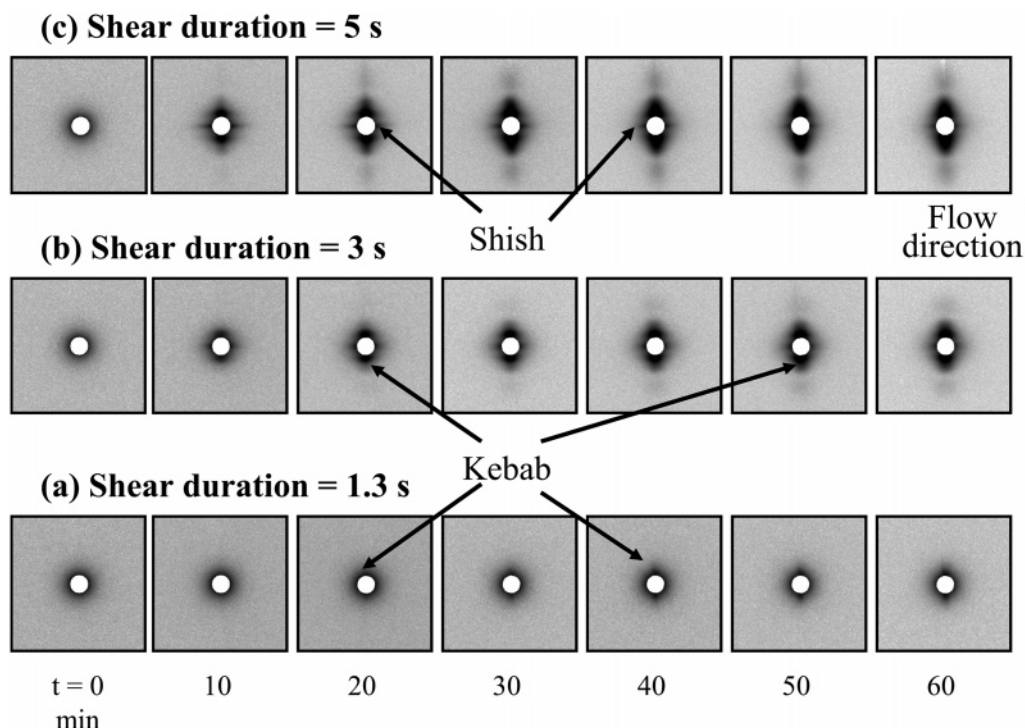 (c) Shear duration = 5 s
Shish
Flow
direction
(b) Shear duration = 3 s
Kebab
(a) Shear duration = 1.3 s
t = 0 10 20 30 40 50 60
min